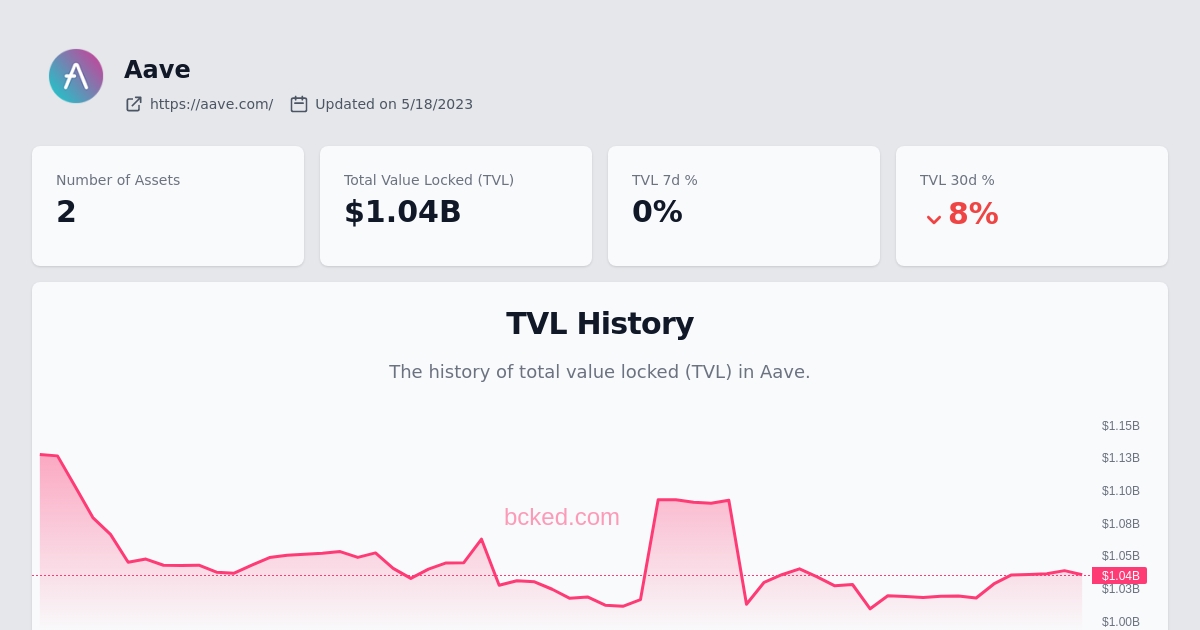 Aave
https://aave.com/ Updated on 5/18/2023
Number of Assets
2
Total Value Locked (TVL)
$1.04B
TVL 7d %
0%
TVL 30d %
8%
TVL History
The history of total value locked (TVL) in Aave.
$1.15B
$1.13B
$1.10B
bcked.com
$1.08B
$1.05B
$1.04B
$1.03B
$1.00B